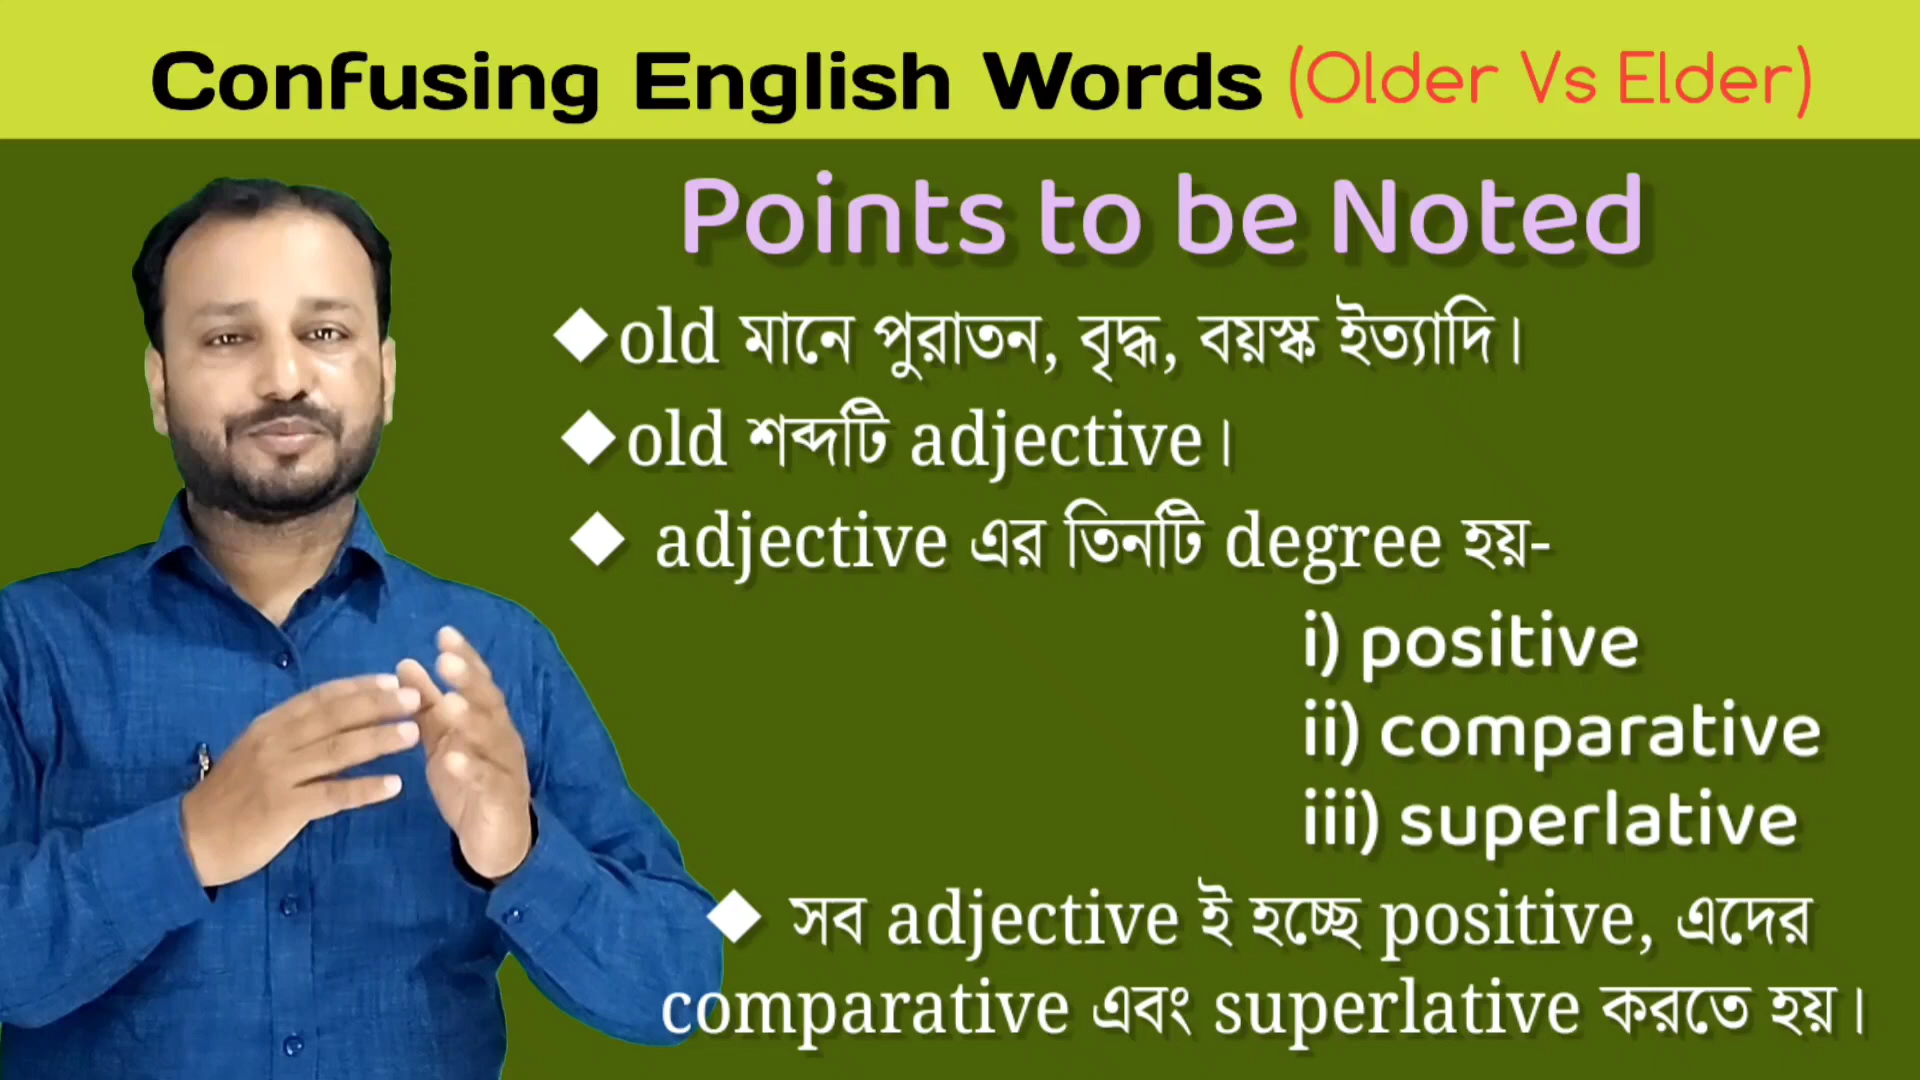 Confusing English Words (Older Vs Elder)
Points to be Noted
◆old মানে পুরাতন, বৃদ্ধ, বয়স্ক ইত্যাদি।
◆old শব্দটি adjective।
◆ adjective এর তিনটি degree হয়-
i) positive
ii) comparative
iii) superlative
◆ সব adjective ই হচ্ছে positive, এদের
comparative এবং superlative করতে হয়।